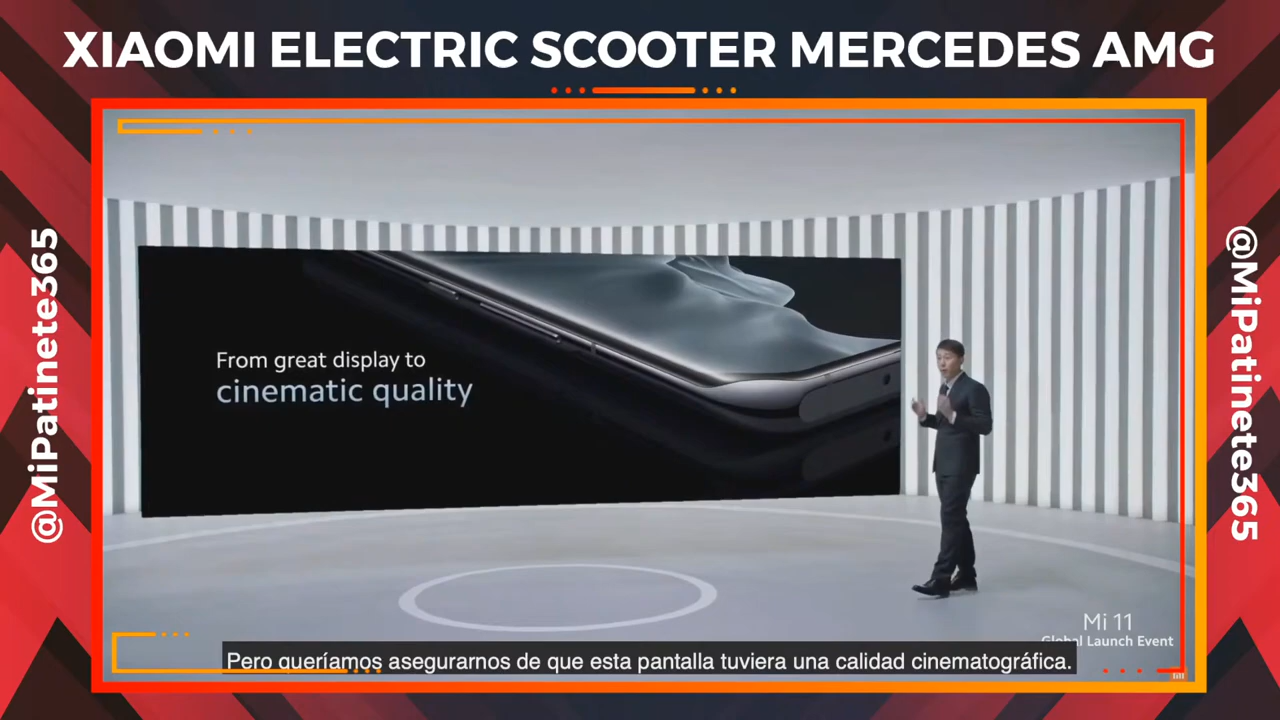 XIAOMI ELECTRIC SCOOTER MERCEDES AMG
@MiPatinete365
@MiPatinete365
From great display to
cinematic quality
Mi 11
Global Launch Event
Pero queríamos asegurarnos de que esta pantalla tuviera una calidad cinematográfica.